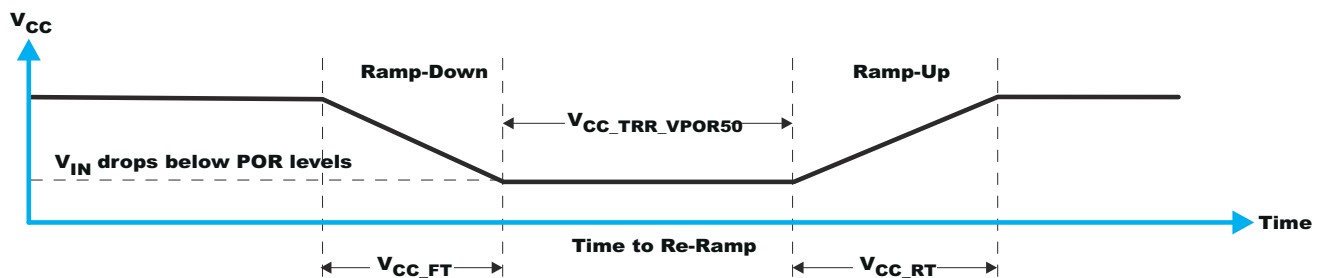 VCC
Ramp-Down
Ramp-Up
VCC_TRR_VPOR50
VIN drops below POR levels
Time
Time to Re-Ramp
VCC_FT
VCC_RT